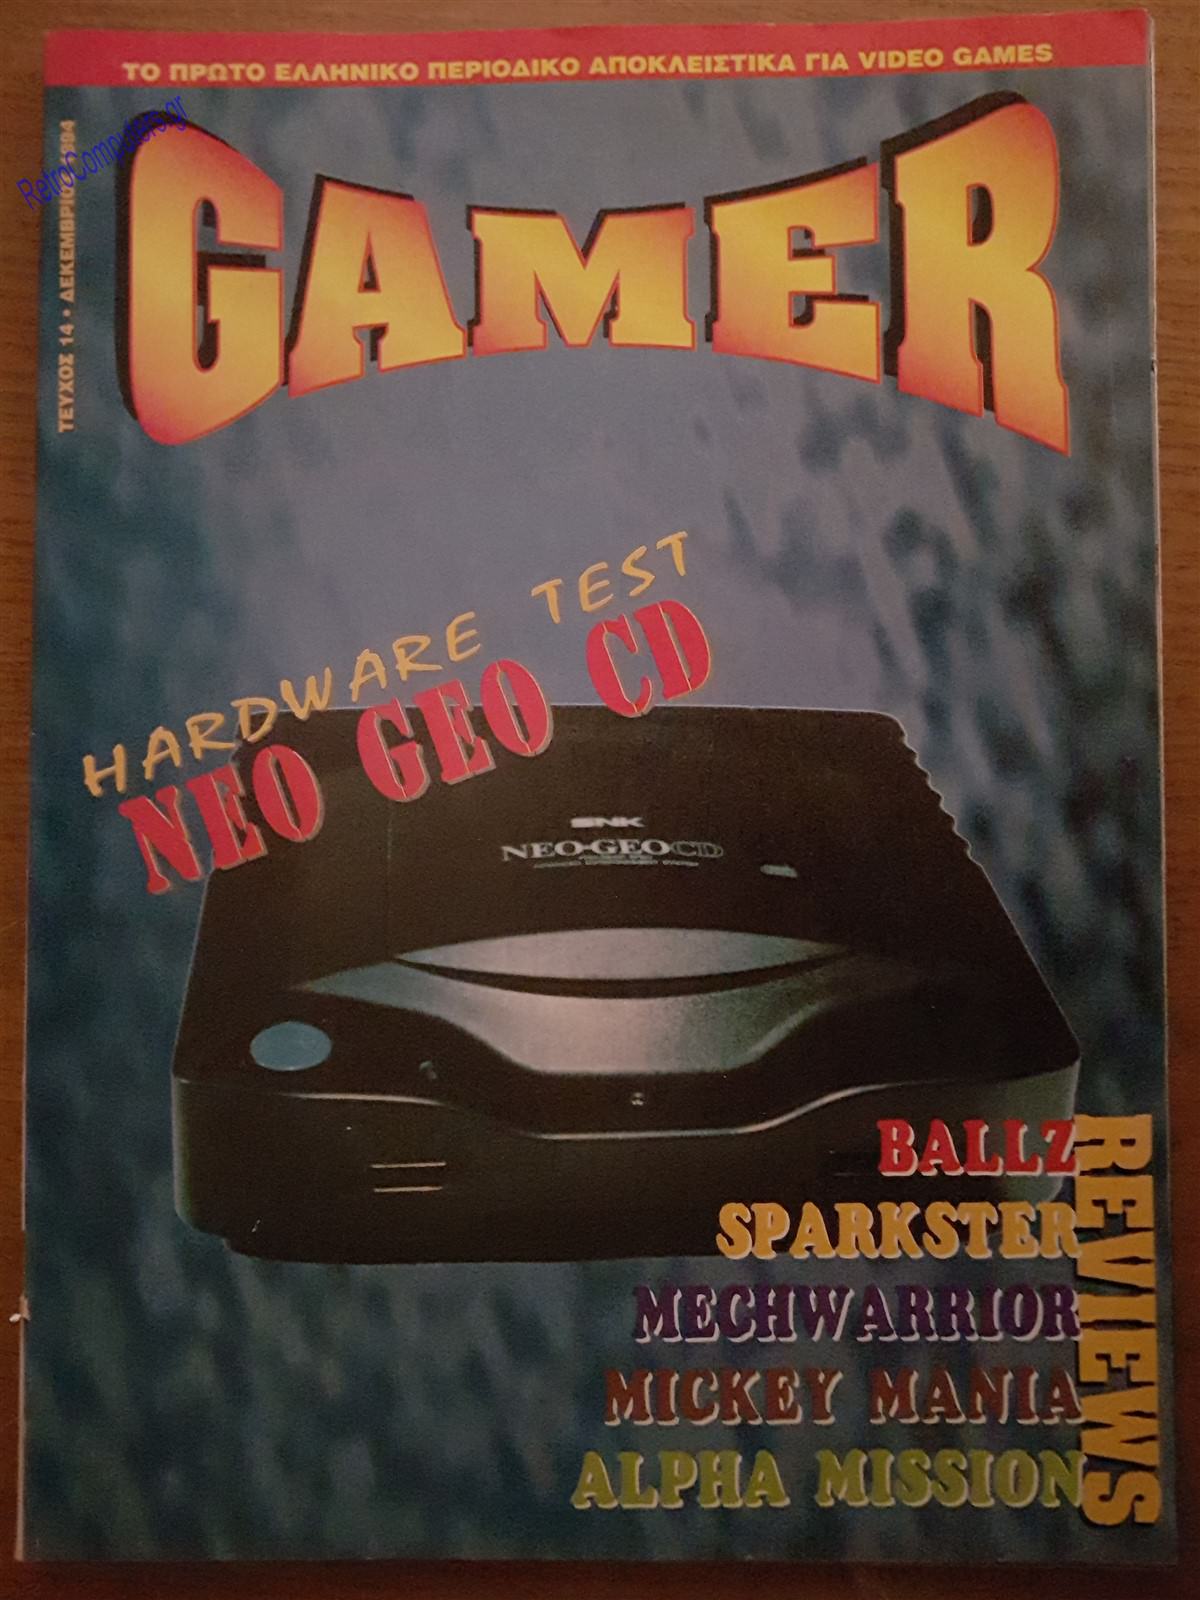 ΤΟ ΠΡΩΤΟ ΕΛΛΗΝΙΚΟ ΠΕΡΙΟΔΙΚΟ ΑΠΟΚΛΕΙΣΤΙΚΑ ΓΙΑ VIDEO GAMES
RetroComputers.gr
ΤΕΥΧΟΣ 14 • ΔΕΚΕΜΒΡΙΟΣ
GAMER
HARDWARE TEST
NEO GEO CD
SNK
NEO•GEO CD
REVIEWS
BALLZ
SPARKSTER
MECHWARRIOR
MICKEY MANIA
ALPHA MISSION